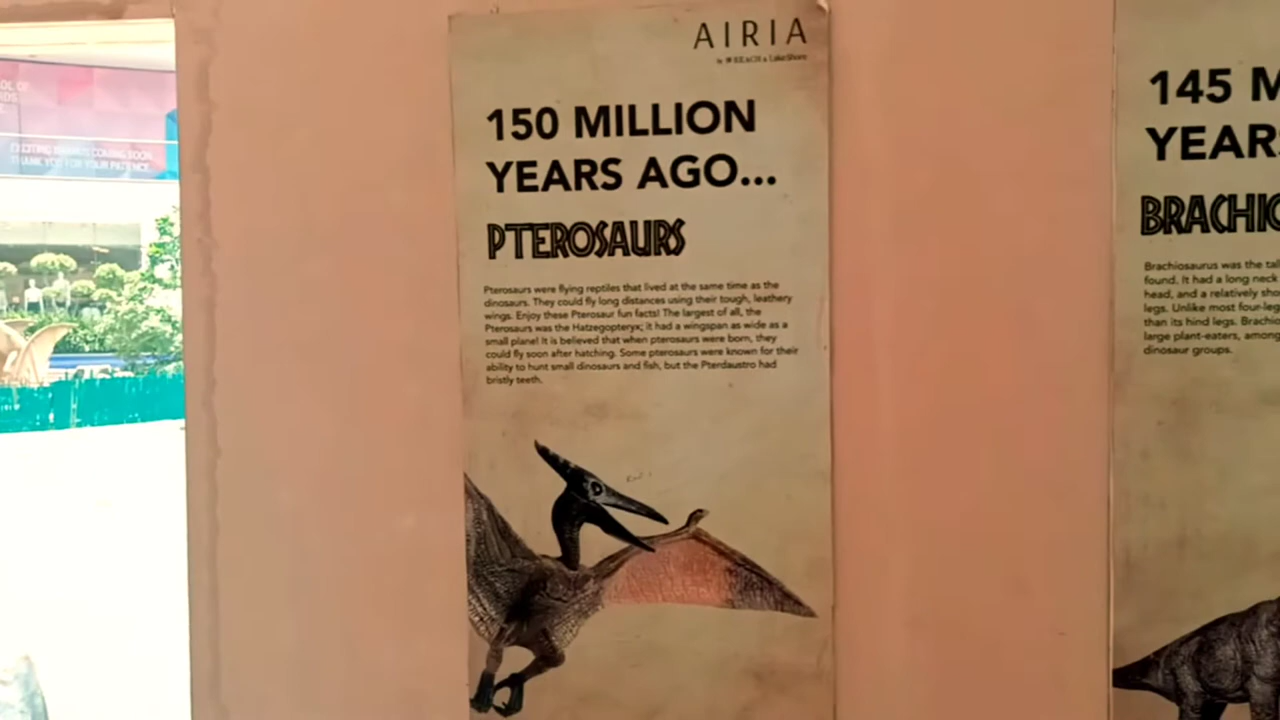 AIRIA
150 MILLION
YEARS AGO...
PTEROSAURS
Pterosaurs were flying reptiles that lived at the same time as the
dinosaurs. They could fly long distances using their tough, leathery
wings. Enjoy these Pterosaur fun facts! The largest of all, the
Pterosaurs was the Hatzegopteryx; it had a wingspan as wide as a
small plane! It is believed that when pterosaurs were born, they
could fly soon after hatching. Some pterosaurs were known for their
ability to hunt small dinosaurs and fish, but the Pterdaustro had
bristly teeth.
145 M
YEAR
BRACHIO
Brachiosaurus was the tal
found. It had a long neck
head, and a relatively sho
legs. Unlike most four-leg
than its hind legs. Brachio
large plant-eaters, among
dinosaur groups.
COMING SOON
THANK YOU FOR YOUR PATIENCE